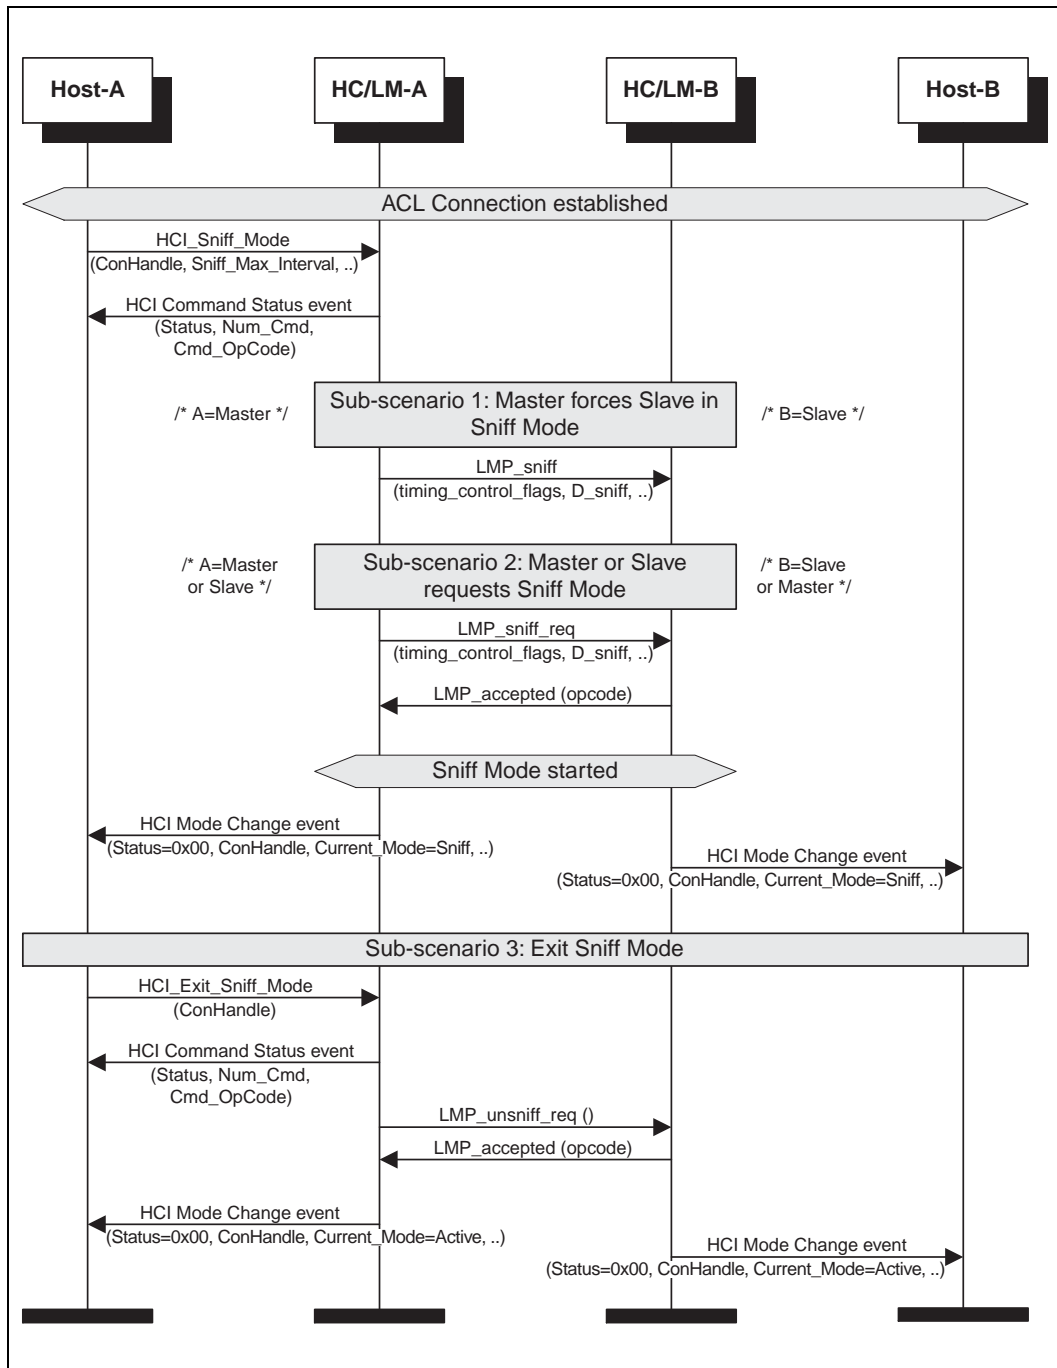 Host-A
HC/LM-A
HC/LM-B
Host-B
ACL Connection established
HCI_Sniff_Mode
(ConHandle, Sniff_Max_Interval, ..)
HCI Command Status event
(Status, Num_Cmd,
Cmd_OpCode)
/* A=Master */
Sub-scenario 1: Master forces Slave in
Sniff Mode
/* B=Slave */
LMP_sniff
(timing_control_flags, D_sniff, ..)
/* A=Master
or Slave */
Sub-scenario 2: Master or Slave
requests Sniff Mode
/* B=Slave
or Master */
LMP_sniff_req
(timing_control_flags, D_sniff, ..)
LMP_accepted (opcode)
Sniff Mode started
HCI Mode Change event
(Status=0x00, ConHandle, Current_Mode=Sniff, ..)
HCI Mode Change event
(Status=0x00, ConHandle, Current_Mode=Sniff, ..)
Sub-scenario 3: Exit Sniff Mode
HCI_Exit_Sniff_Mode
(ConHandle)
HCI Command Status event
(Status, Num_Cmd,
Cmd_OpCode)
LMP_unsniff_req ()
LMP_accepted (opcode)
HCI Mode Change event
(Status=0x00, ConHandle, Current_Mode=Active, ..)
HCI Mode Change event
(Status=0x00, ConHandle, Current_Mode=Active, ..)